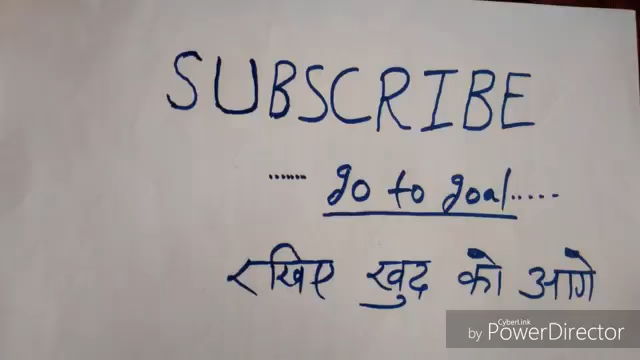 SUBSCRIBE
....... go to goal.....
रखिए खुद को आगे
CyberLink
by PowerDirector